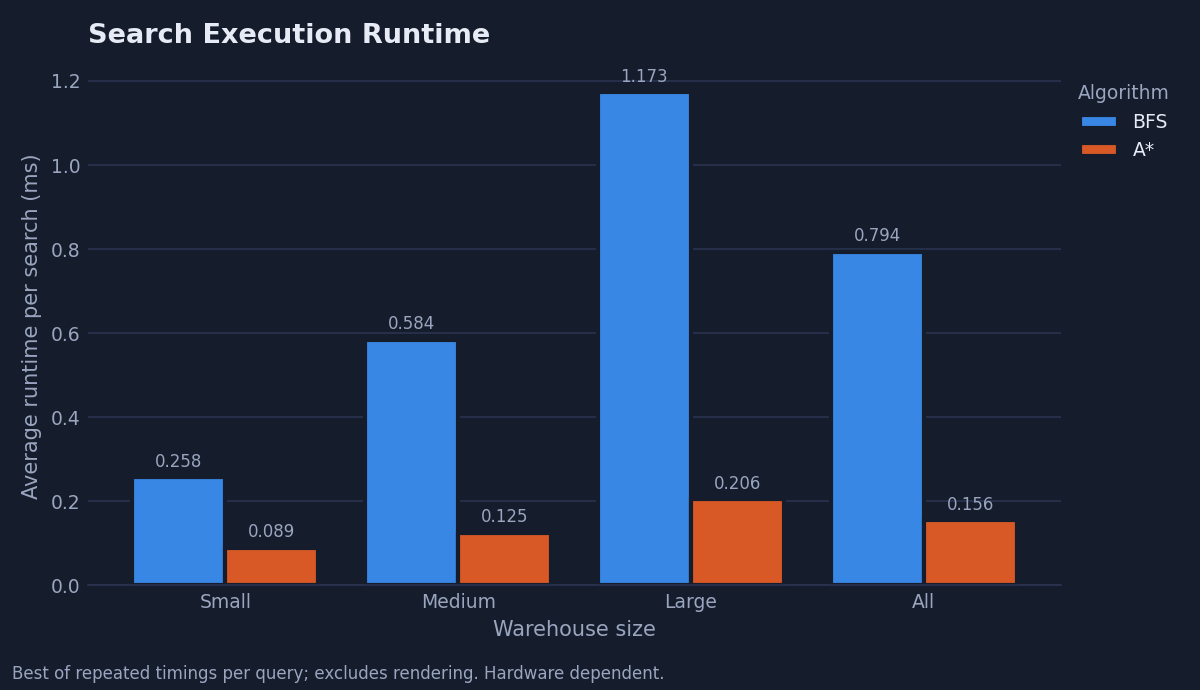 Search Execution Runtime
Algorithm
BFS
A*
Average runtime per search (ms)
1.2
1.0
0.8
0.6
0.4
0.2
0.0
0.258
0.089
0.584
0.125
1.173
0.206
0.794
0.156
Small
Medium
Large
All
Warehouse size
Best of repeated timings per query; excludes rendering. Hardware dependent.